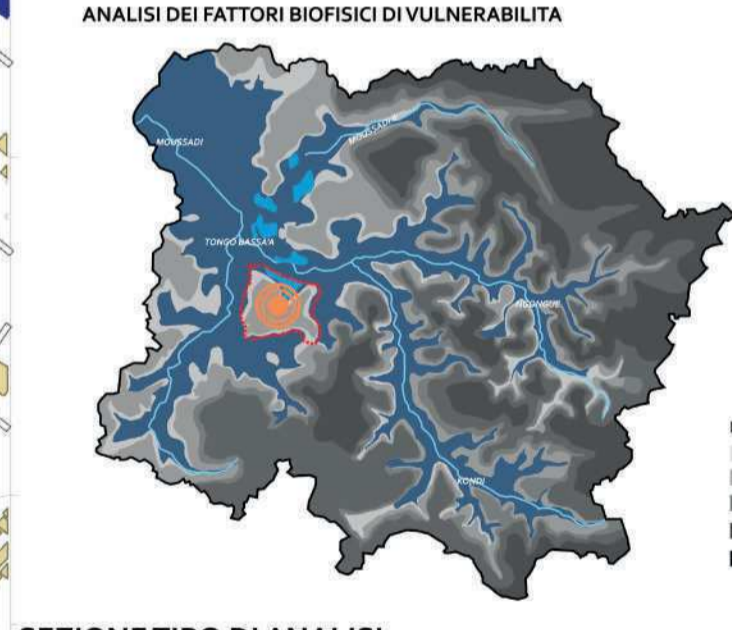 ANALISI DEI FATTORI BIOFISICI DI VULNERABILITA
MOUSSADI
TONGO BASSA'A
NGONGUE
KONDI